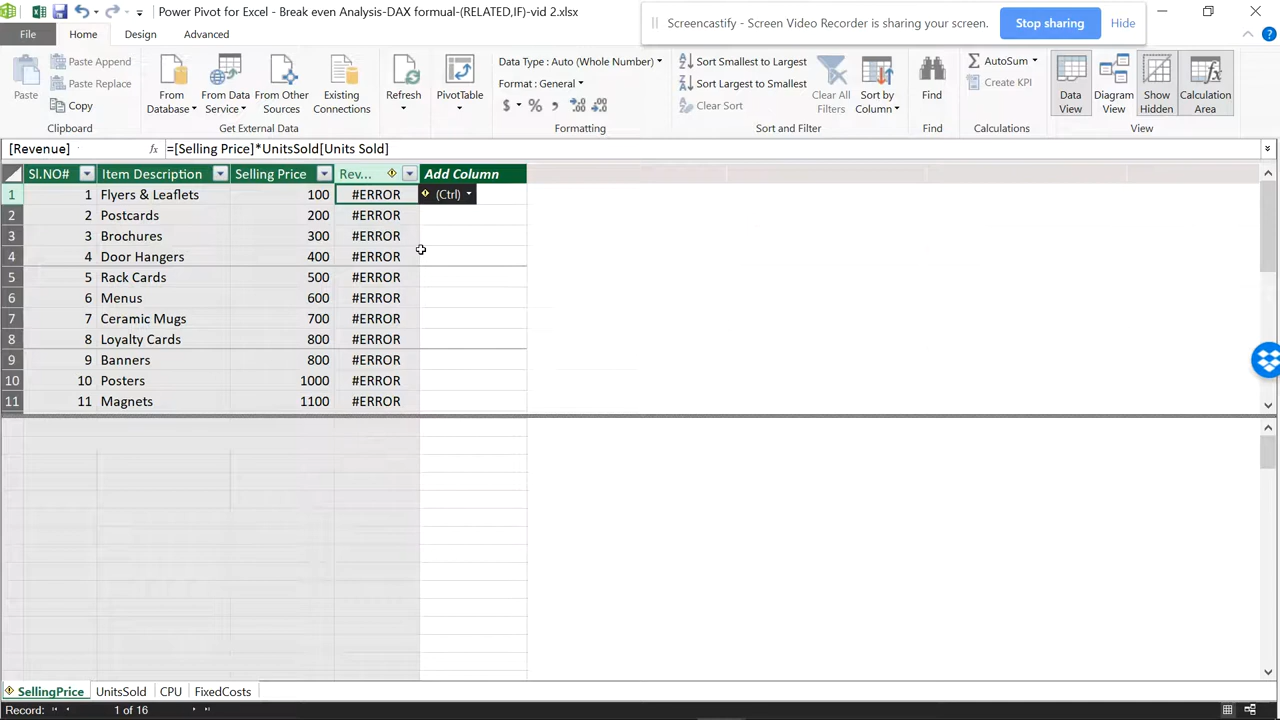 Power Pivot for Excel - Break even Analysis-DAX formual-(RELATED,IF)-vid 2.xlsx
Screencastify - Screen Video Recorder is sharing your screen.
Stop sharing
Hide
File
Home
Design
Advanced
Paste
Paste Append
Paste Replace
Copy
Clipboard
From Database
From Data Service
From Other Sources
Existing Connections
Get External Data
Refresh
PivotTable
Data Type : Auto (Whole Number)
Format : General
$ %
Formatting
Sort Smallest to Largest
Sort Largest to Smallest
Clear Sort
Clear All Filters
Sort by Column
Sort and Filter
Find
Find
AutoSum
Create KPI
Calculations
Data View
Diagram View
Show Hidden
Calculation Area
View
[Revenue] fx =[Selling Price]*UnitsSold[Units Sold]
Sl.NO# Item Description Selling Price Rev... Add Column
1 1 Flyers & Leaflets 100 #ERROR (Ctrl)
2 2 Postcards 200 #ERROR
3 3 Brochures 300 #ERROR
4 4 Door Hangers 400 #ERROR
5 5 Rack Cards 500 #ERROR
6 6 Menus 600 #ERROR
7 7 Ceramic Mugs 700 #ERROR
8 8 Loyalty Cards 800 #ERROR
9 9 Banners 800 #ERROR
10 10 Posters 1000 #ERROR
11 11 Magnets 1100 #ERROR
SellingPrice UnitsSold CPU FixedCosts
Record: 1 of 16